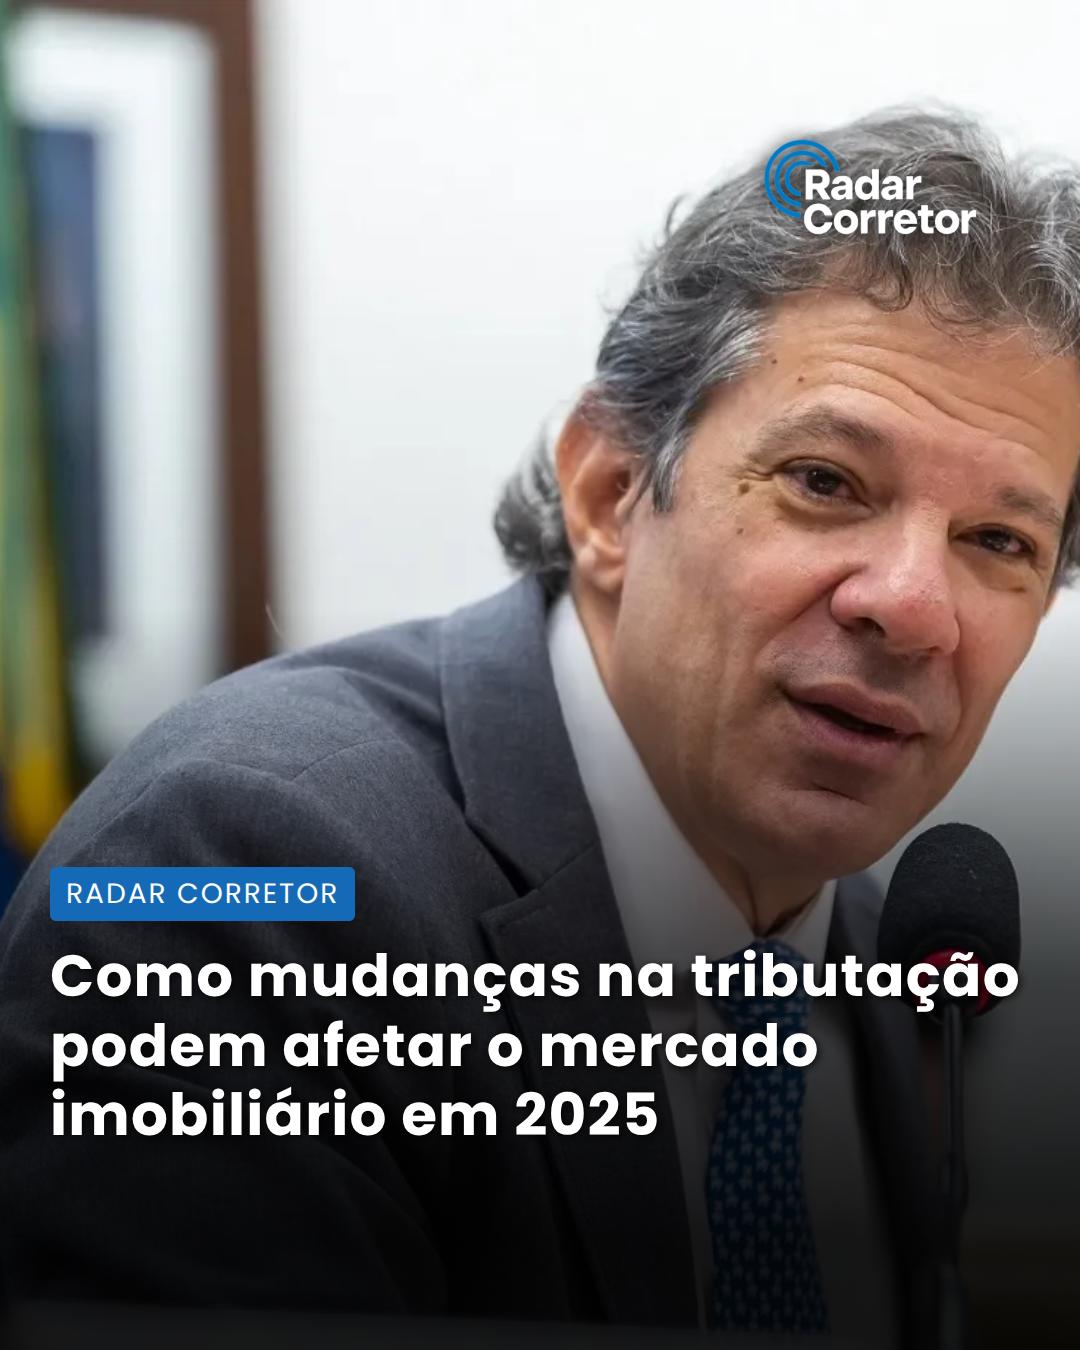 Radar
Corretor
RADAR CORRETOR
Como mudanças na tributação
podem afetar o mercado
imobiliário em 2025